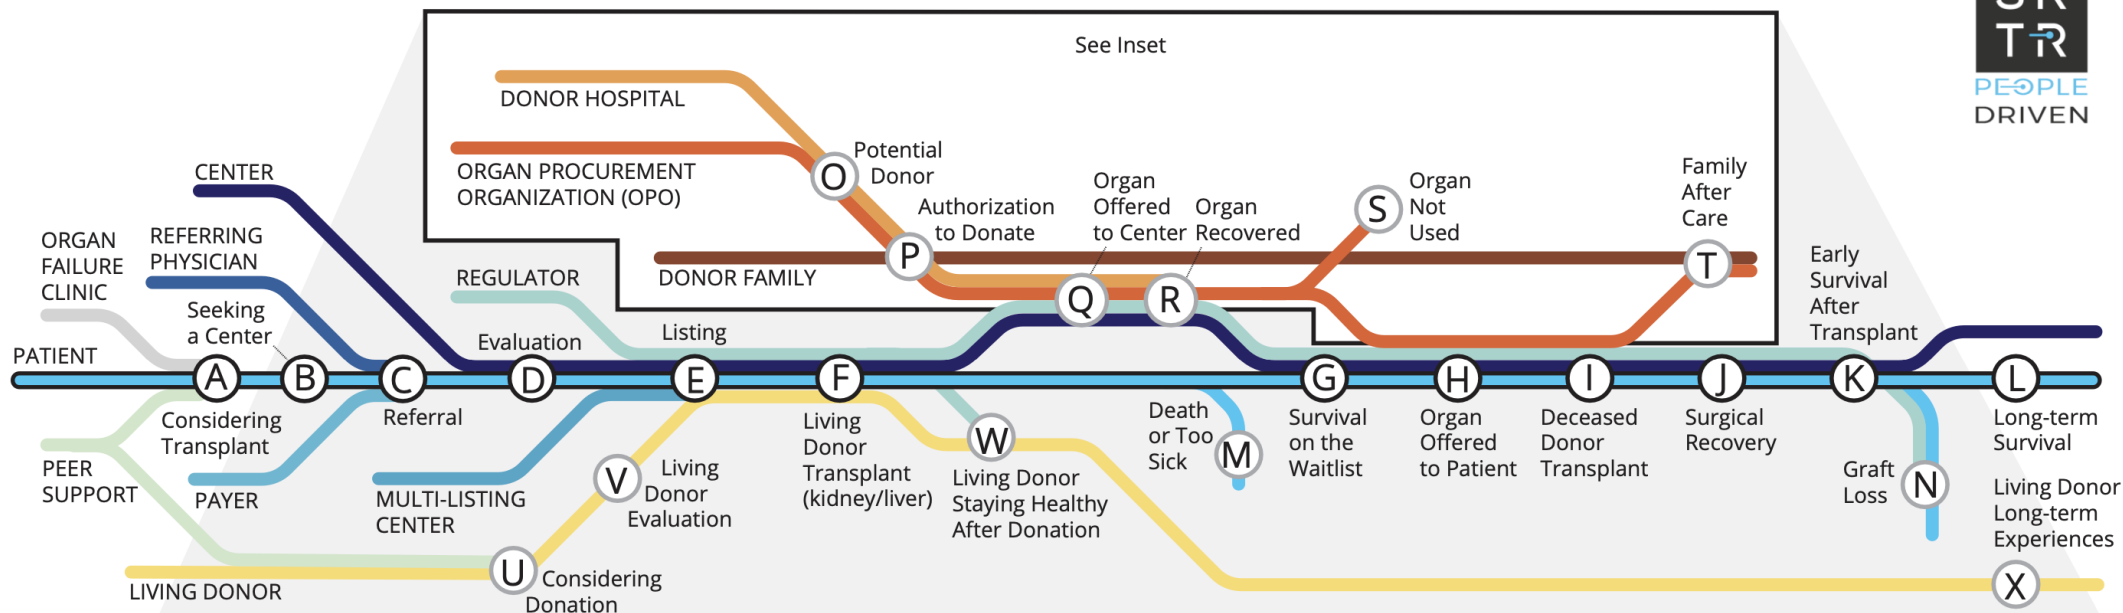 See Inset
SR
TR
PEOPLE
DRIVEN
DONOR HOSPITAL
ORGAN PROCUREMENT
ORGANIZATION (OPO)
O
Potential
Donor
P
Authorization
to Donate
Organ
Offered
to Center
Q
Organ
Recovered
R
S
Organ
Not
Used
Family
After
Care
T
DONOR FAMILY
CENTER
ORGAN
FAILURE
CLINIC
REFERRING
PHYSICIAN
REGULATOR
Seeking
a Center
PATIENT
Evaluation
Listing
Early
Survival
After
Transplant
A
B
C
D
E
F
G
H
I
J
K
L
Considering
Transplant
Referral
Living
Donor
Transplant
(kidney/liver)
Death
or Too
Sick
M
Survival
on the
Waitlist
Organ
Offered
to Patient
Deceased
Donor
Transplant
Surgical
Recovery
Long-term
Survival
Graft
Loss
N
PEER
SUPPORT
PAYER
MULTI-LISTING
CENTER
V
Living
Donor
Evaluation
W
Living Donor
Staying Healthy
After Donation
Living Donor
Long-term
Experiences
X
LIVING DONOR
U
Considering
Donation